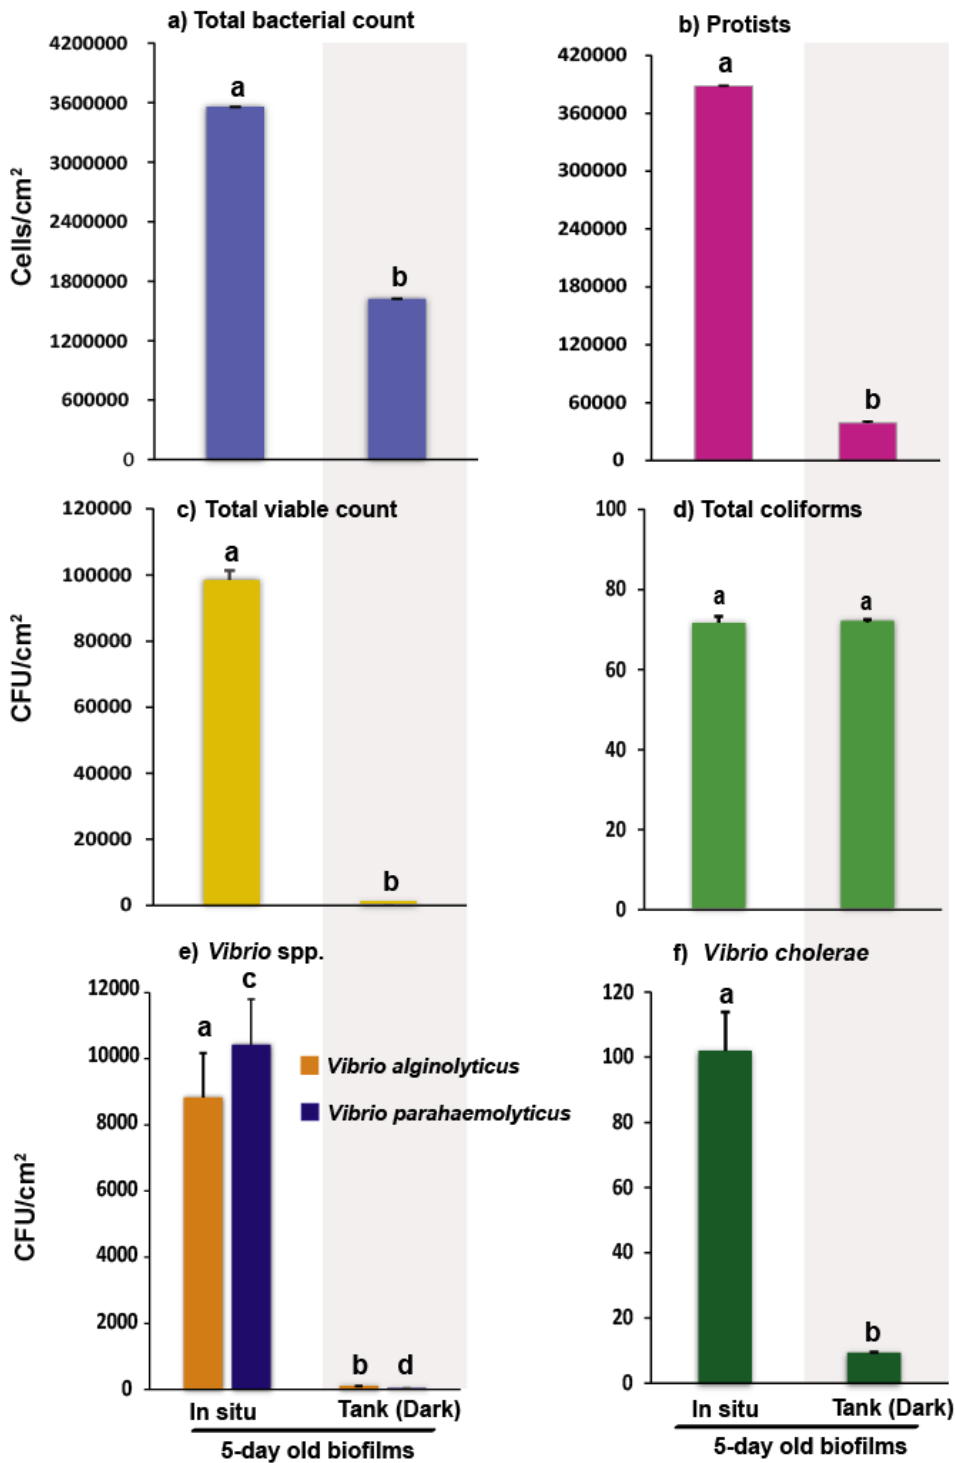 a) Total bacterial count
4200000
3600000
3000000
2400000
1800000
1200000
600000
0
Cells/cm²
a
b
b) Protists
420000
360000
300000
240000
180000
120000
60000
0
a
b
c) Total viable count
120000
100000
80000
60000
40000
20000
0
CFU/cm²
a
b
d) Total coliforms
100
80
60
40
20
0
a
a
e) Vibrio spp.
12000
10000
8000
6000
4000
2000
0
CFU/cm²
a
c
b
d
Vibrio alginolyticus
Vibrio parahaemolyticus
In situ
Tank (Dark)
5-day old biofilms
f) Vibrio cholerae
120
100
80
60
40
20
0
a
b
In situ
Tank (Dark)
5-day old biofilms